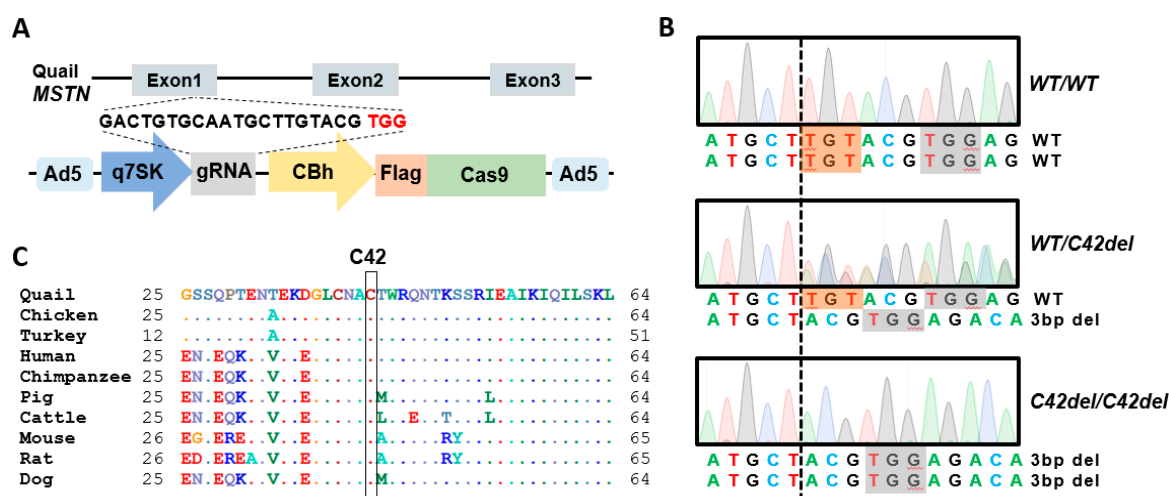 A
Quail
MSTN
Exon1 Exon2 Exon3
GACTGTGCAATGCTTGTACG TGG
Ad5 q7SK gRNA CBh Flag Cas9 Ad5
B
WT/WT
ATGCTTGTACGTGGAG WT
ATGCTTGTACGTGGAG WT
WT/C42del
ATGCTTGTACGTGGAG WT
ATGCTACGTGGAGACA 3bp del
C42del/C42del
ATGCTACGTGGAGACA 3bp del
ATGCTACGTGGAGACA 3bp del
C
C42
Quail 25 GSSQPTENTEKDGLCNACTWRQNTKSSRIEAIKIQILSKL 64
Chicken 25 ........A............................... 64
Turkey 12 ........A............................... 51
Human 25 EN.EQK..V..E............................ 64
Chimpanzee 25 EN.EQK..V..E............................ 64
Pig 25 EN.EQK..V..E......M.........L........... 64
Cattle 25 EN.EQK..V..E......L..E..T...L........... 64
Mouse 26 EG.ERE..V..E......A.....RY.............. 65
Rat 26 ED.EREA.V..E......A.....RY.............. 65
Dog 25 EN.EQK..V..E......M..................... 64